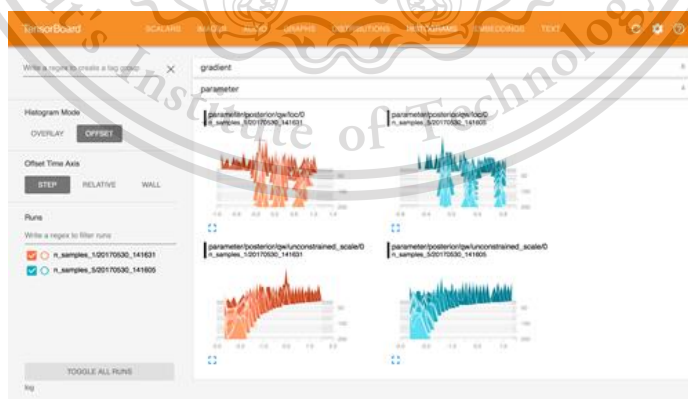 TensorBoard
SCALARS IMAGES AUDIO GRAPHS DISTRIBUTIONS HISTOGRAMS EMBEDDINGS TEXT
Write a regex to create a tag group
gradient
parameter
Histogram Mode
OVERLAY OFFSET
Offset Time Axis
STEP RELATIVE WALL
Runs
Write a regex to filter runs
n_samples_1/20170530_141631
n_samples_5/20170530_141605
TOGGLE ALL RUNS
log
parameter/posterior/qw/loc/0
n_samples_1/20170530_141631
parameter/posterior/qw/loc/0
n_samples_5/20170530_141605
parameter/posterior/qw/unconstrained_scale/0
n_samples_1/20170530_141631
parameter/posterior/qw/unconstrained_scale/0
n_samples_5/20170530_141605
Institute of Technolog